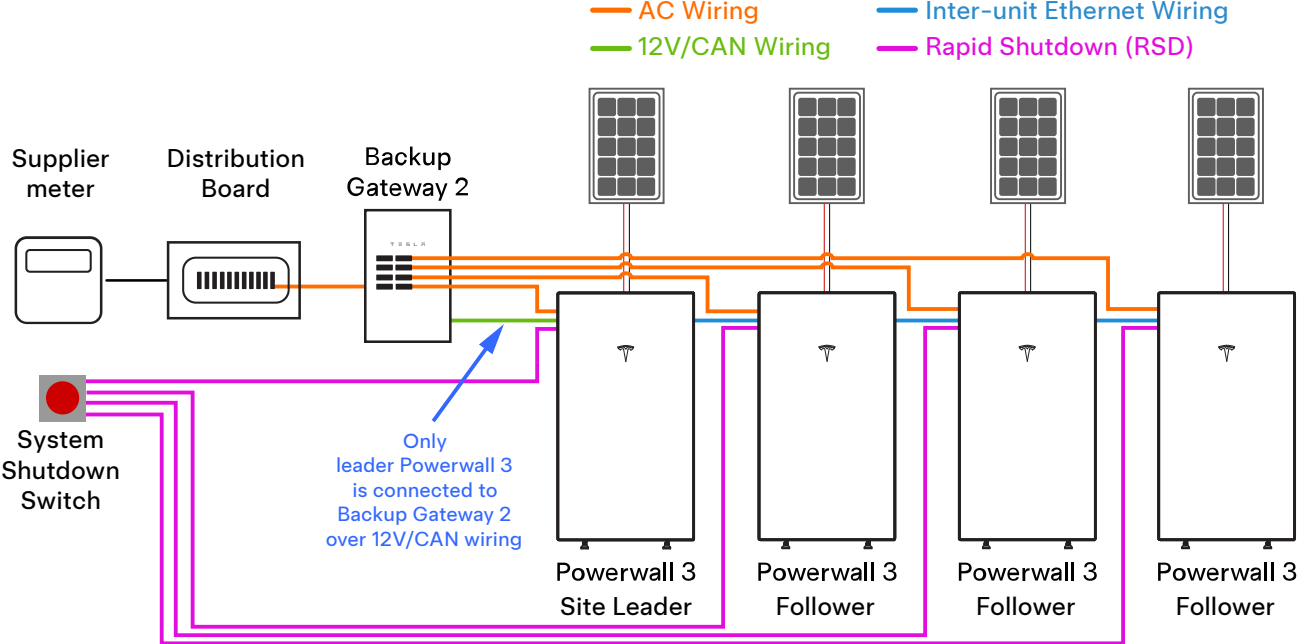 AC Wiring
Inter-unit Ethernet Wiring
12V/CAN Wiring
Rapid Shutdown (RSD)
Supplier
meter
Distribution
Board
Backup
Gateway 2
TESLA
System
Shutdown
Switch
Only
leader Powerwall 3
is connected to
Backup Gateway 2
over 12V/CAN wiring
Powerwall 3
Site Leader
Powerwall 3
Follower
Powerwall 3
Follower
Powerwall 3
Follower